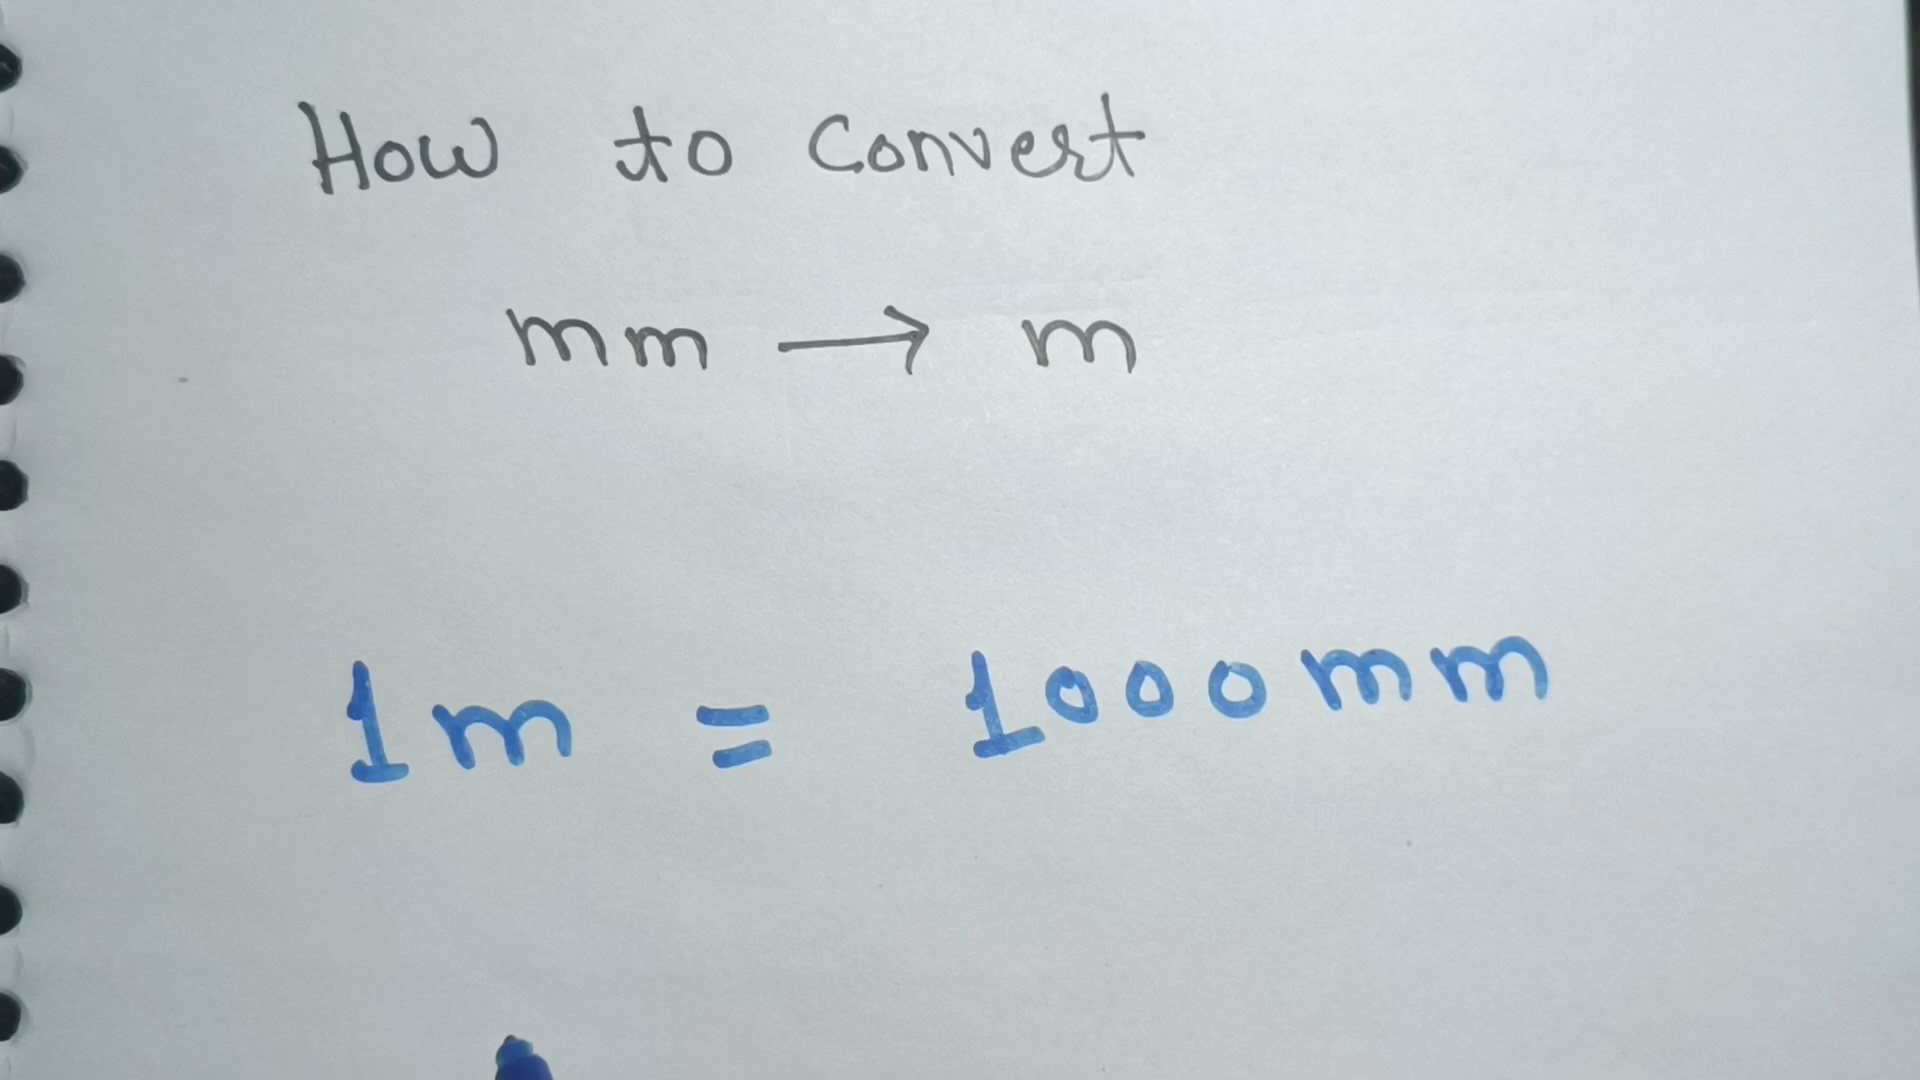 How to Convert
mm → m
1m = 1000mm